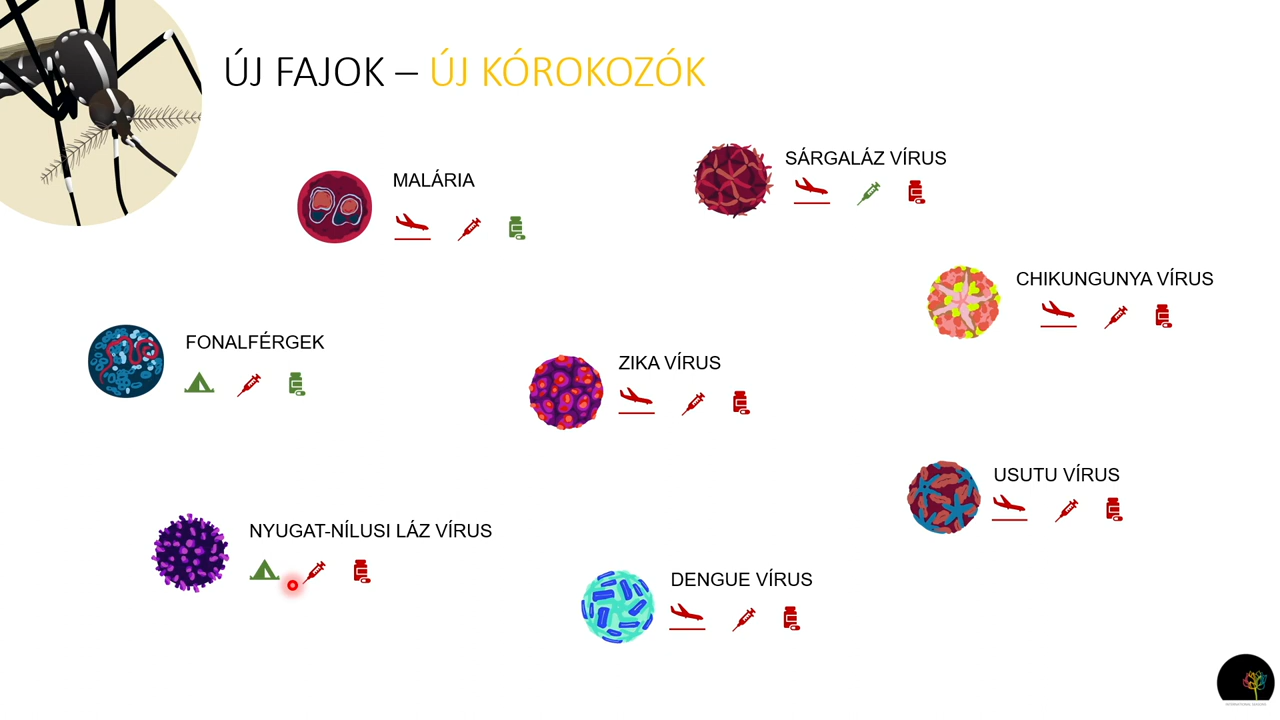 ÚJ FAJOK – ÚJ KÓROKOZÓK
SÁRGALÁZ VÍRUS
MALÁRIA
CHIKUNGUNYA VÍRUS
FONALFÉRGEK
ZIKA VÍRUS
USUTU VÍRUS
NYUGAT-NÍLUSI LÁZ VÍRUS
DENGUE VÍRUS